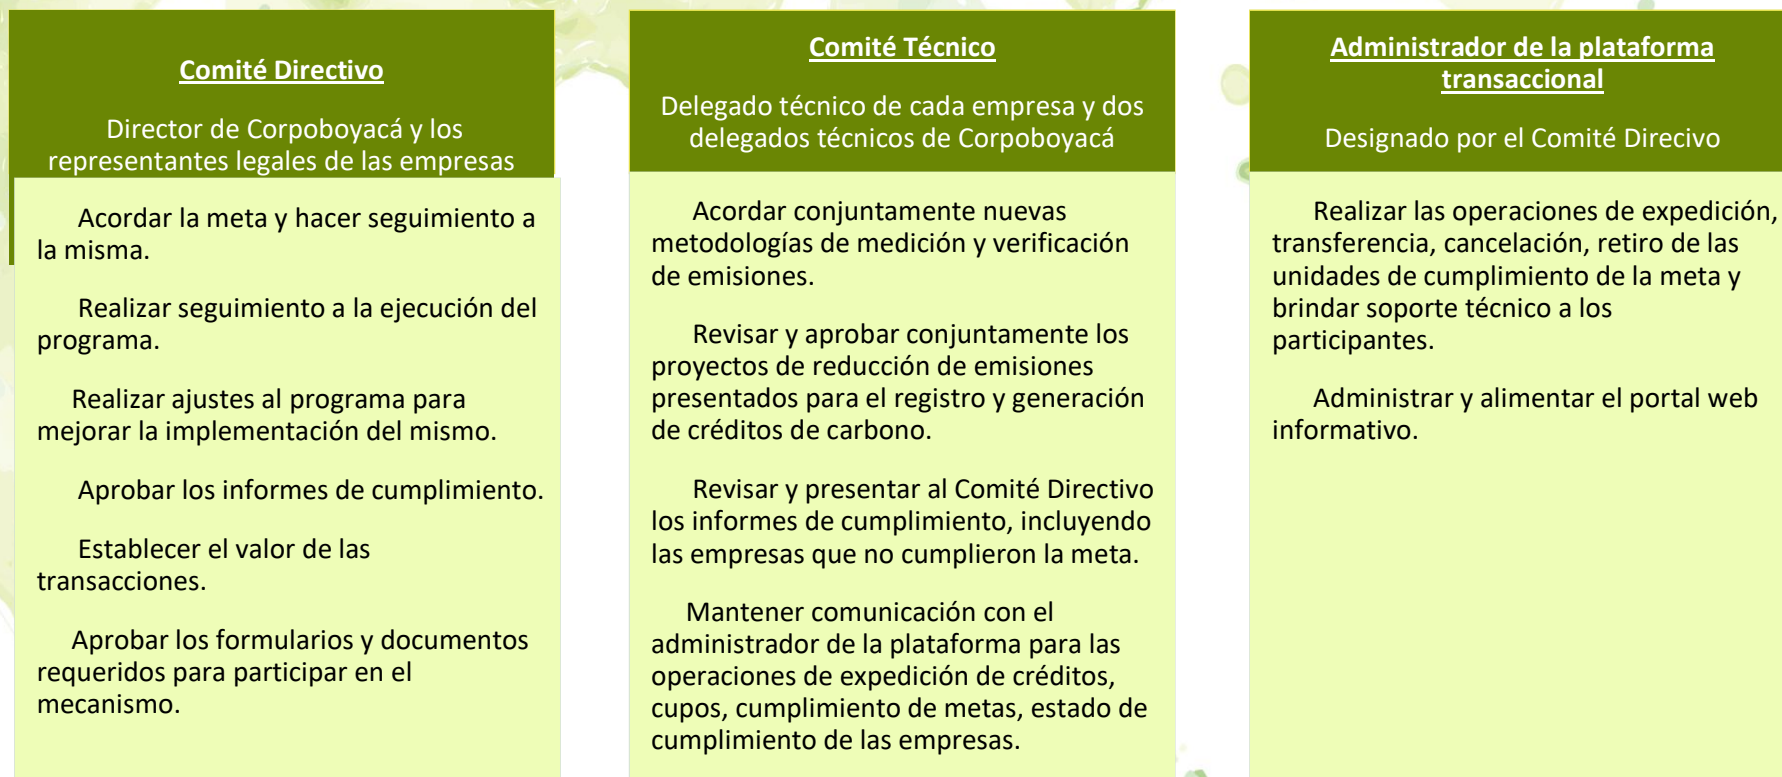 Comité Directivo
Director de Corpoboyacá y los
representantes legales de las empresas
Acordar la meta y hacer seguimiento a
la misma.
Realizar seguimiento a la ejecución del
programa.
Realizar ajustes al programa para
mejorar la implementación del mismo.
Aprobar los informes de cumplimiento.
Establecer el valor de las
transacciones.
Aprobar los formularios y documentos
requeridos para participar en el
mecanismo.
Comité Técnico
Delegado técnico de cada empresa y dos
delegados técnicos de Corpoboyacá
Acordar conjuntamente nuevas
metodologías de medición y verificación
de emisiones.
Revisar y aprobar conjuntamente los
proyectos de reducción de emisiones
presentados para el registro y generación
de créditos de carbono.
Revisar y presentar al Comité Directivo
los informes de cumplimiento, incluyendo
las empresas que no cumplieron la meta.
Mantener comunicación con el
administrador de la plataforma para las
operaciones de expedición de créditos,
cupos, cumplimiento de metas, estado de
cumplimiento de las empresas.
Administrador de la plataforma
transaccional
Designado por el Comité Direcivo
Realizar las operaciones de expedición,
transferencia, cancelación, retiro de las
unidades de cumplimiento de la meta y
brindar soporte técnico a los
participantes.
Administrar y alimentar el portal web
informativo.